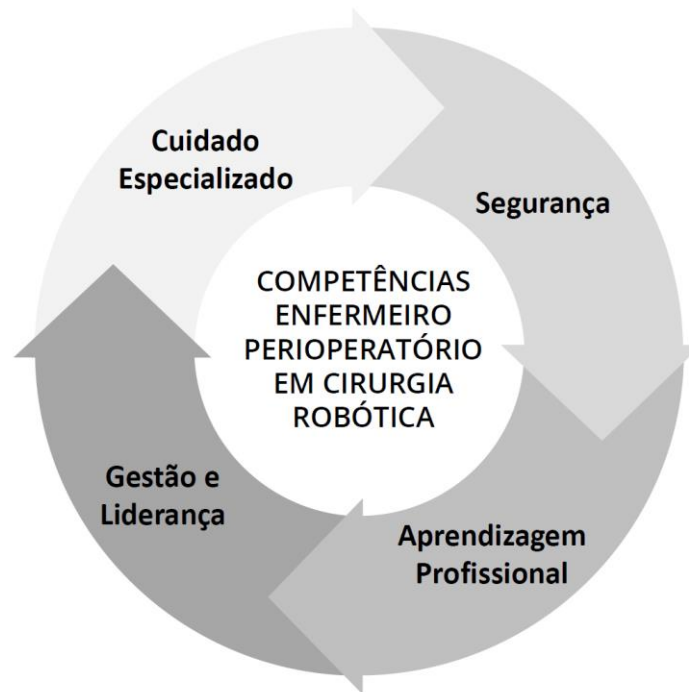 Cuidado
Especializado
Segurança
COMPETÊNCIAS
ENFERMEIRO
PERIOPERATÓRIO
EM CIRURGIA
ROBÓTICA
Gestão e
Liderança
Aprendizagem
Profissional